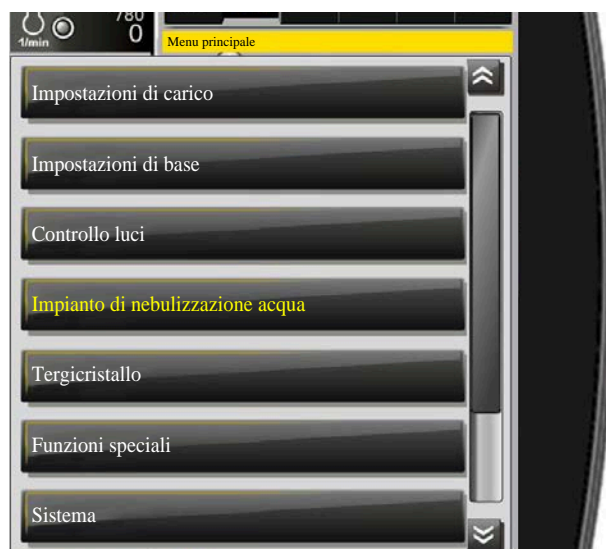 780
1/min
0
Menu principale
Impostazioni di carico
Impostazioni di base
Controllo luci
Impianto di nebulizzazione acqua
Tergicristallo
Funzioni speciali
Sistema